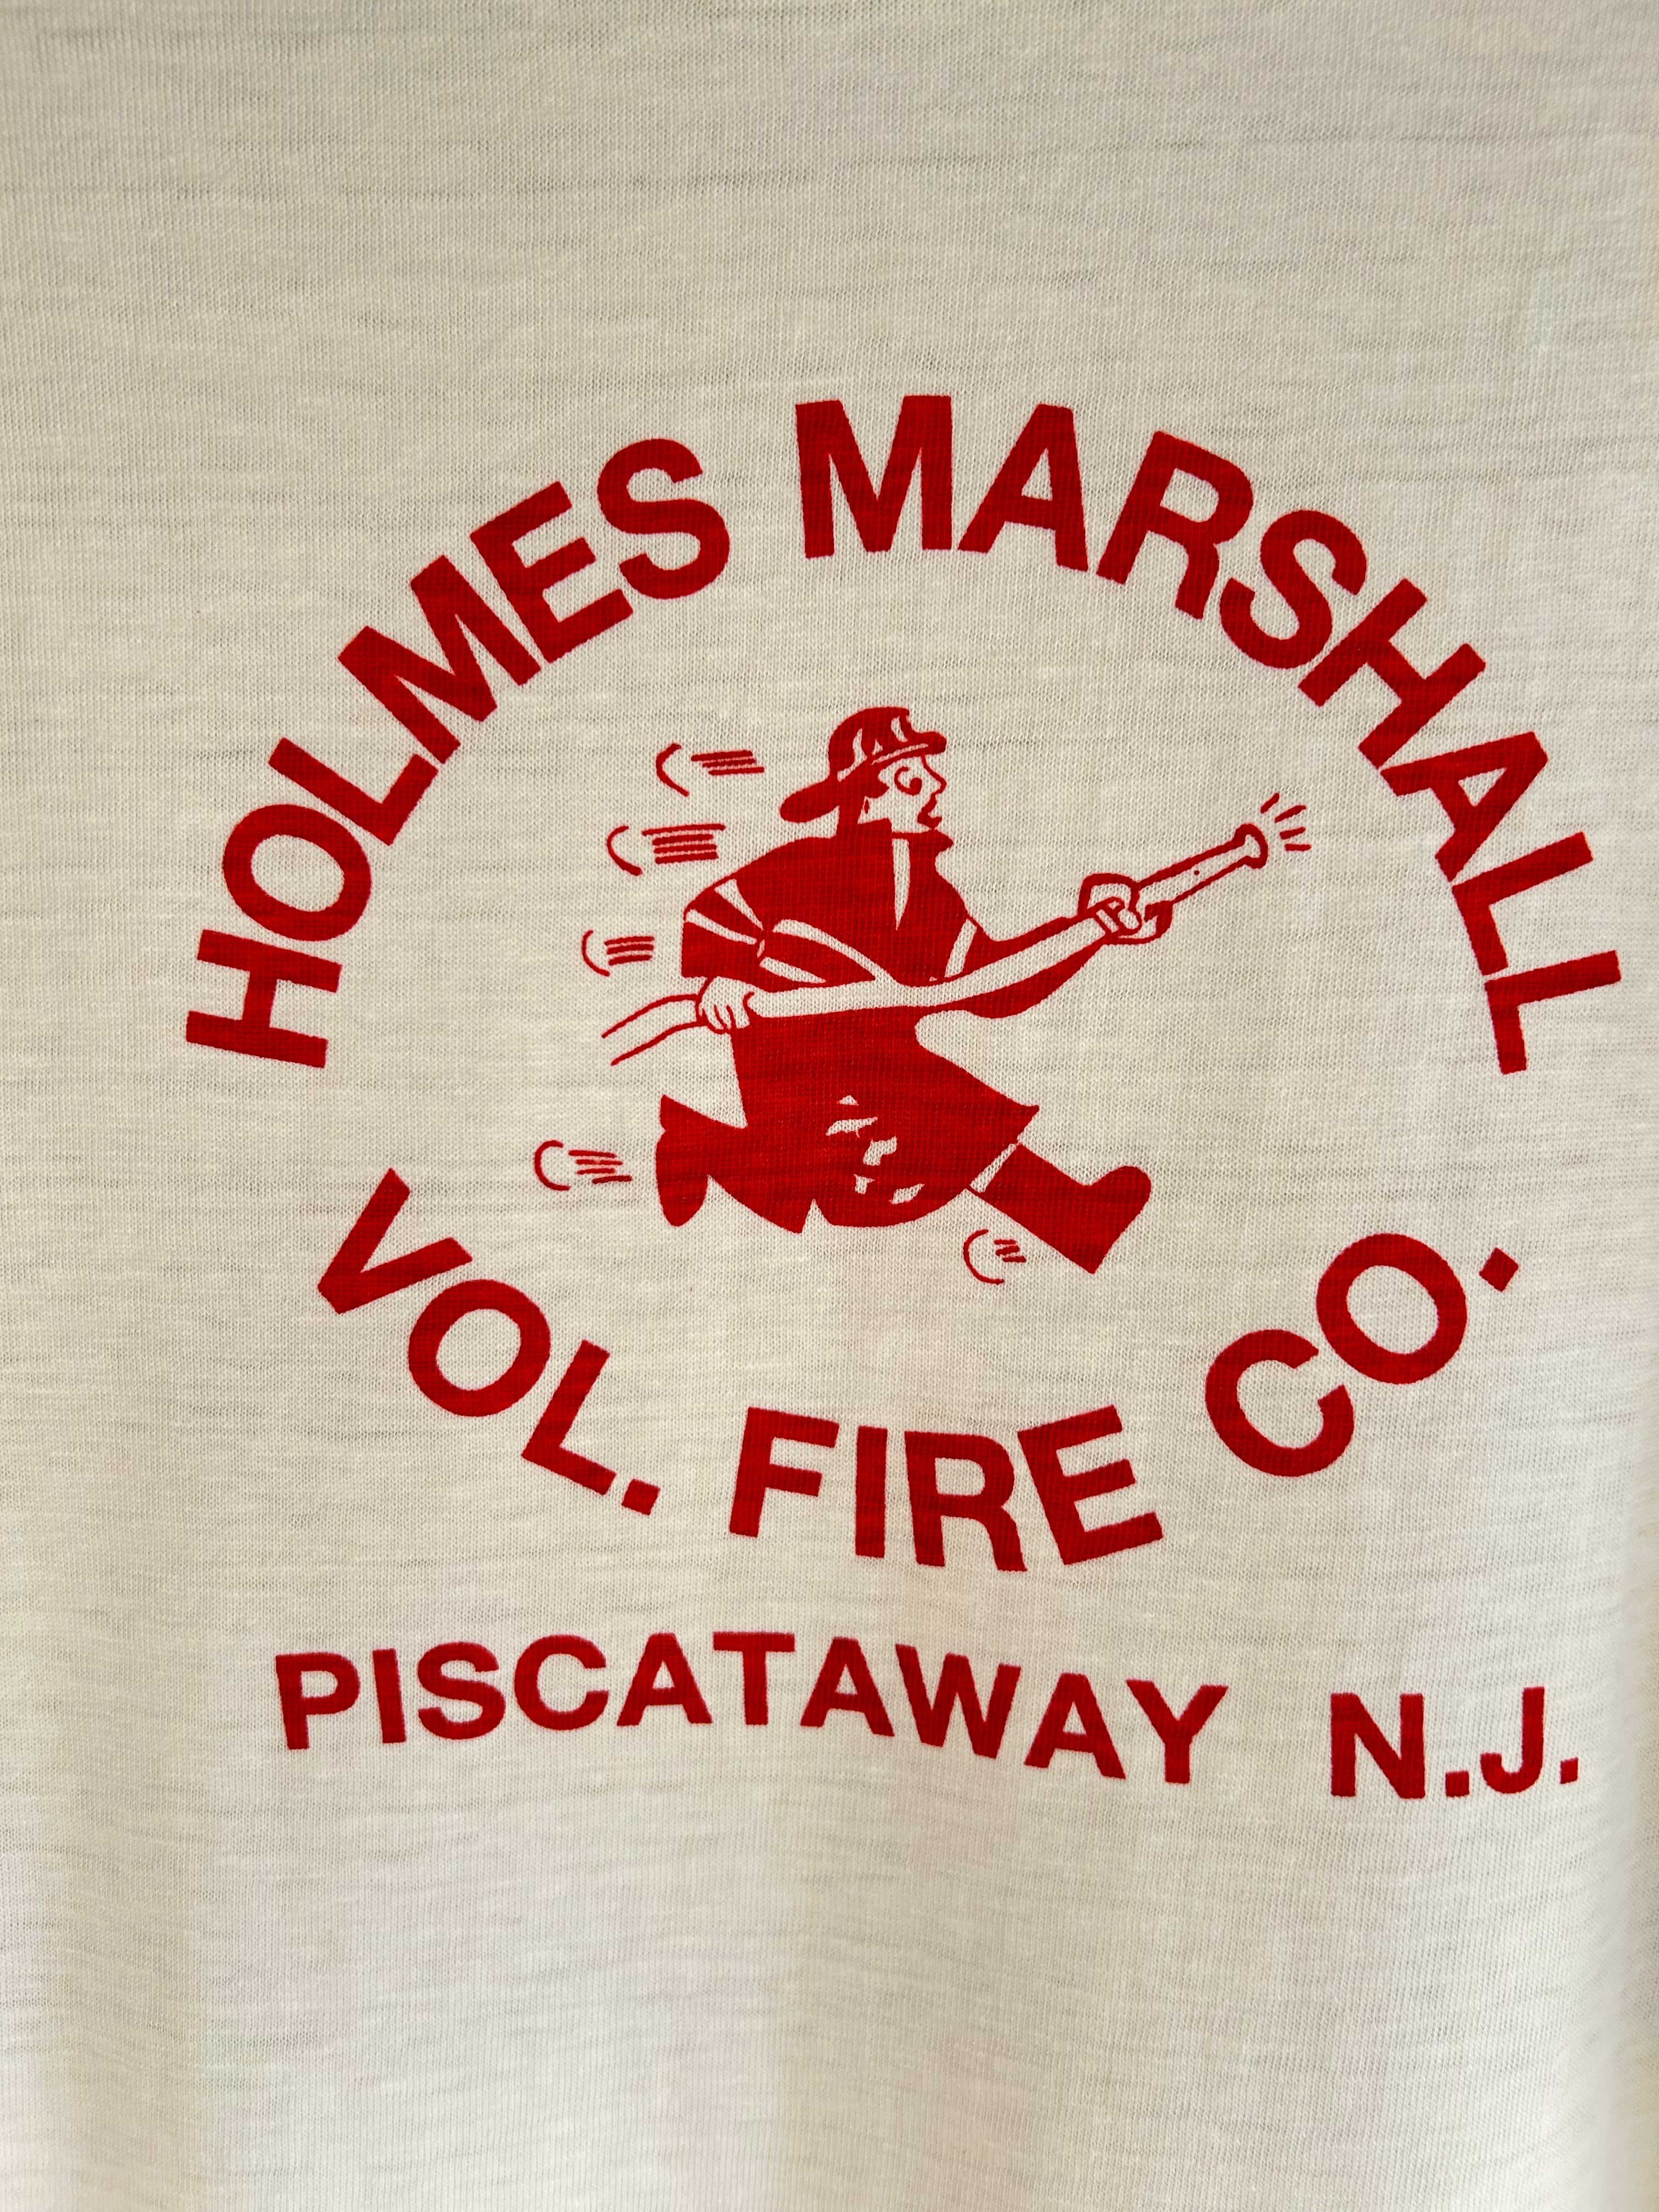 HOLMES MARSHALL
VOL. FIRE CO.
PISCATAWAY N.J.